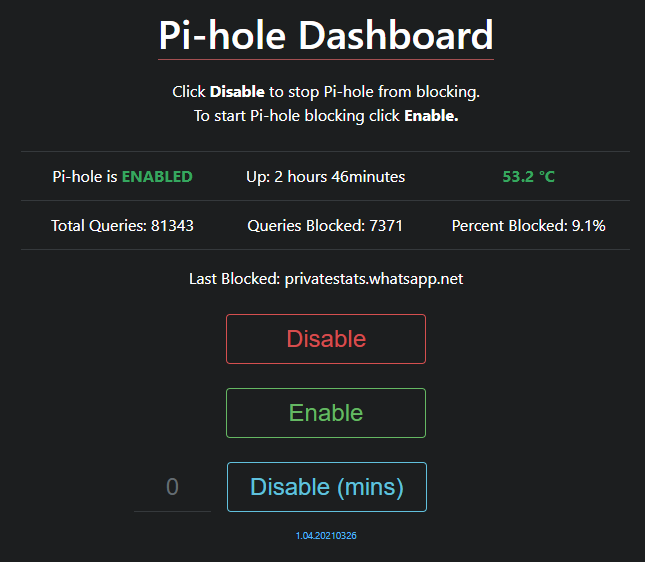 Pi-hole Dashboard
Click Disable to stop Pi-hole from blocking.
To start Pi-hole blocking click Enable.
Pi-hole is ENABLED Up: 2 hours 46minutes 53.2 °C
Total Queries: 81343 Queries Blocked: 7371 Percent Blocked: 9.1%
Last Blocked: privatestats.whatsapp.net
Disable
Enable
0 Disable (mins)
1.04.20210326